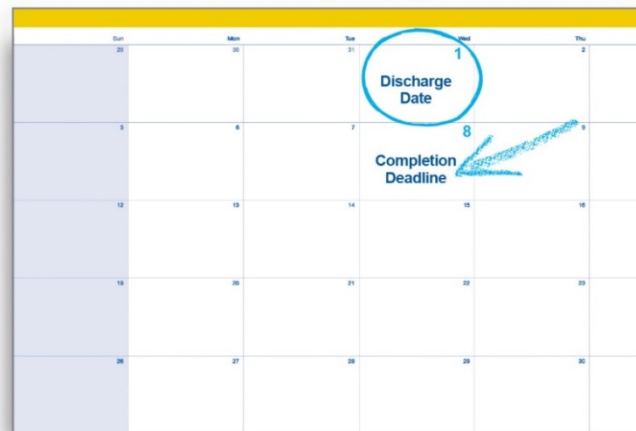 Sun Mon Tue Wed Thu
29 30 31 1 2
Discharge
Date
5 6 7 8 9
Completion
Deadline
12 13 14 15 16
19 20 21 22 23
26 27 28 29 30